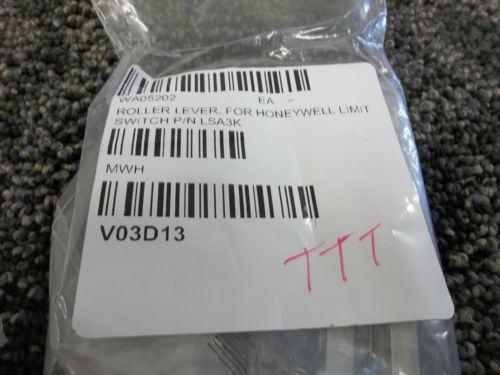 WA05202 EA
ROLLER LEVER, FOR HONEYWELL LIMIT
SWITCH P/N LSA3K
MWH
V03D13
TTT